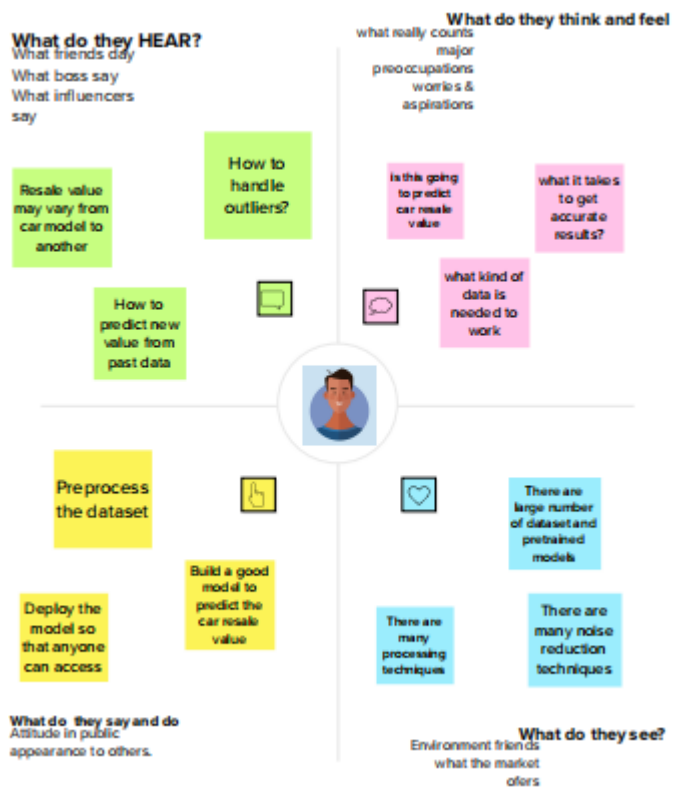 What do they HEAR?
What friends day
What boss say
What influencers
say
How to
handle
outliers?
Resale value
may vary from
car model to
another
How to
predict new
value from
past data
What do they think and feel
what really counts
major
preoccupations
worries &
aspirations
is this going
to predict
car resale
value
what it takes
to get
accurate
results?
what kind of
data is
needed to
work
Preprocess
the dataset
Build a good
model to
predict the
car resale
value
Deploy the
model so
that anyone
can access
What do they say and do
Attitude in public
appearance to others.
There are
large number
of dataset and
pretrained
models
There are
many
processing
techniques
There are
many noise
reduction
techniques
What do they see?
Environment friends
what the market
ofers